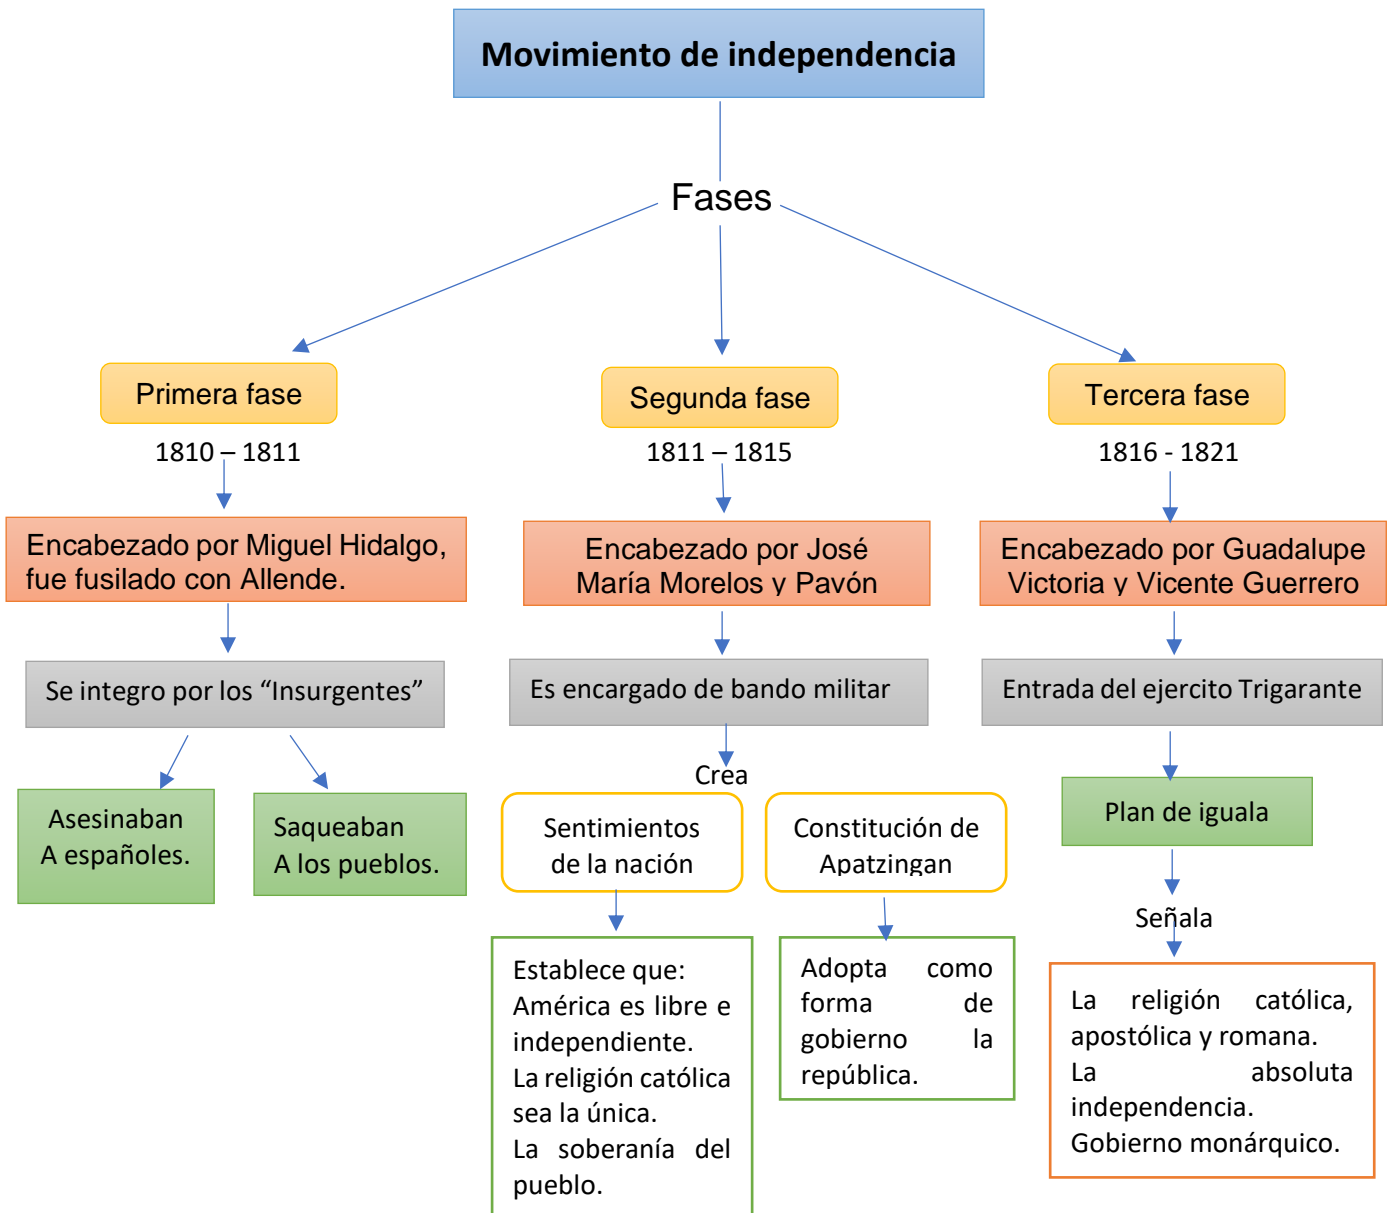 Movimiento de independencia
Fases
Primera fase
1810 – 1811
Encabezado por Miguel Hidalgo,
fue fusilado con Allende.
Se integro por los “Insurgentes”
Asesinaban
A españoles.
Saqueaban
A los pueblos.
Segunda fase
1811 – 1815
Encabezado por José
María Morelos y Pavón
Es encargado de bando militar
Crea
Sentimientos
de la nación
Establece que:
América es libre e
independiente.
La religión católica
sea la única.
La soberanía del
pueblo.
Constitución de
Apatzingan
Adopta como
forma de
gobierno la
república.
Tercera fase
1816 - 1821
Encabezado por Guadalupe
Victoria y Vicente Guerrero
Entrada del ejercito Trigarante
Plan de iguala
Señala
La religión católica,
apostólica y romana.
La absoluta
independencia.
Gobierno monárquico.